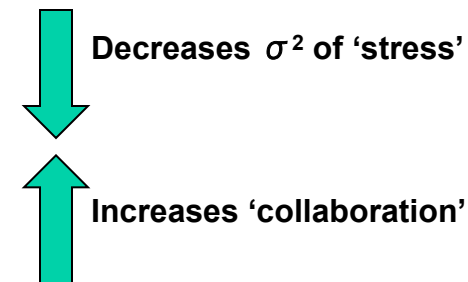 Decreases σ² of ‘stress’
Increases ‘collaboration’